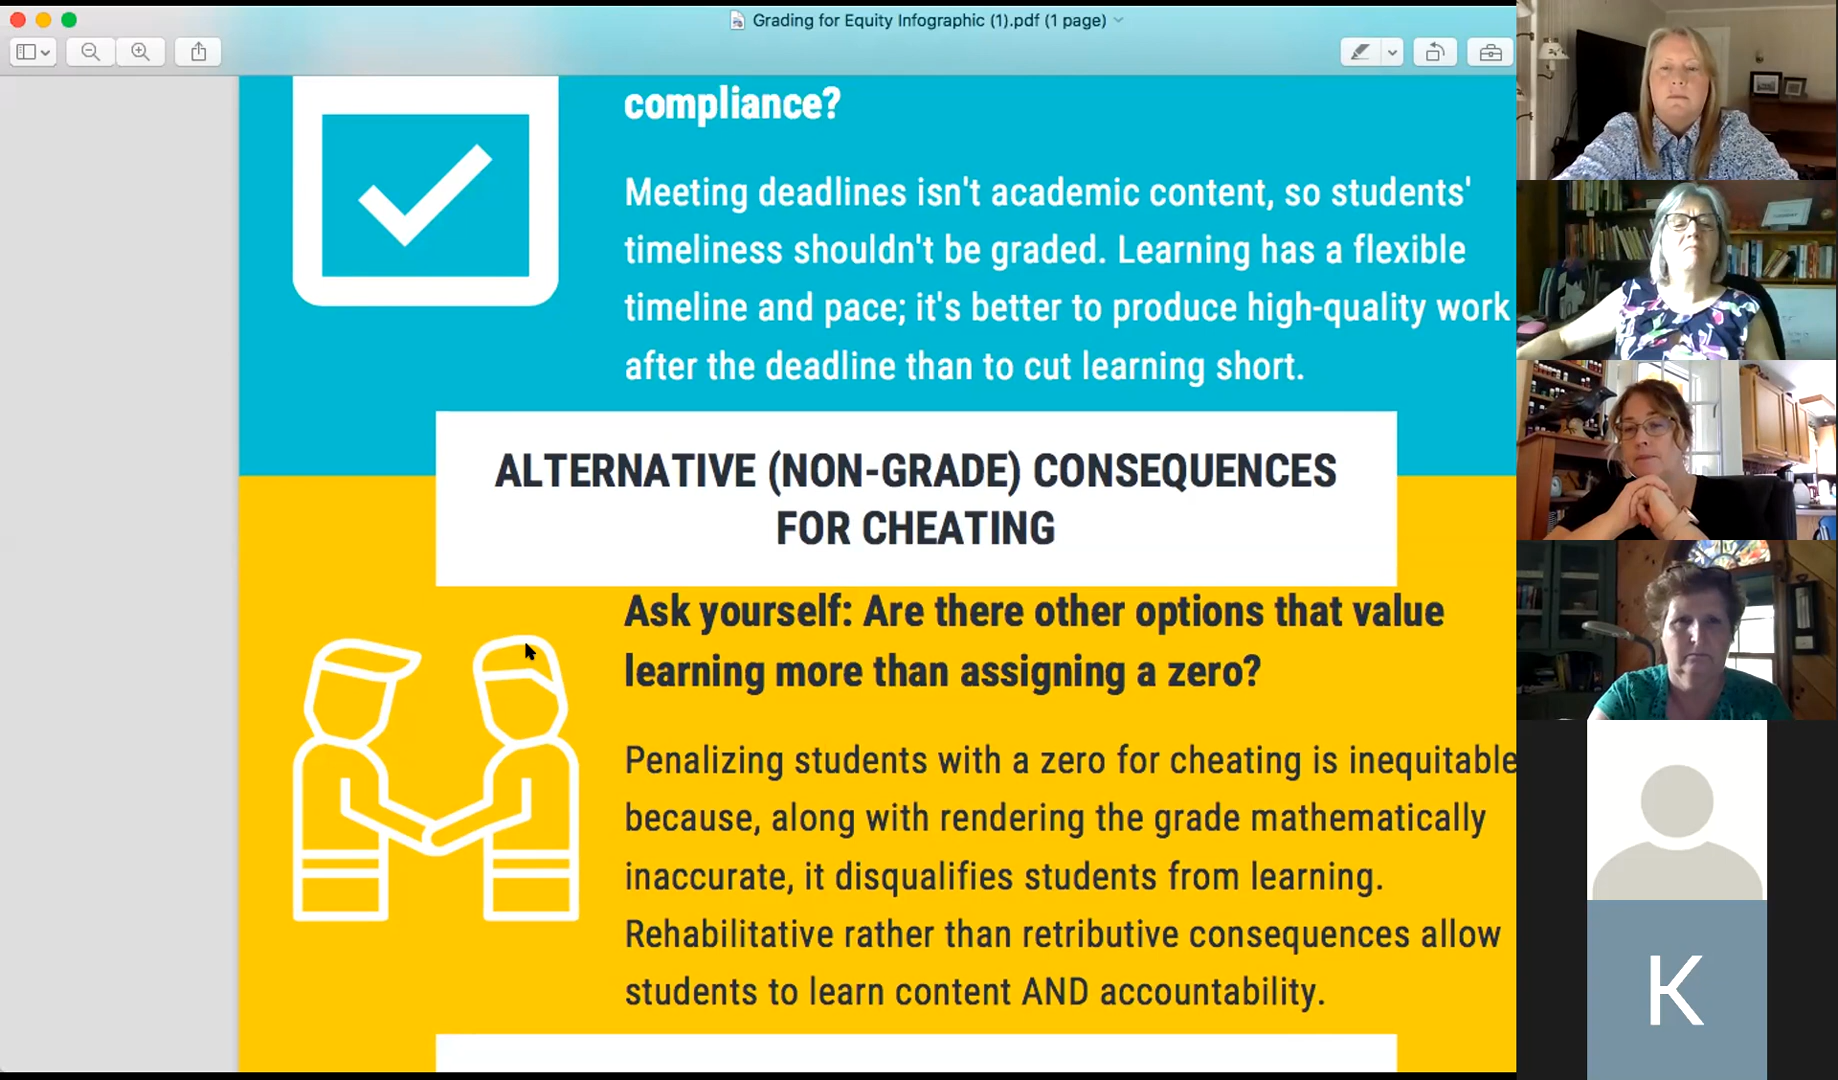 Grading for Equity Infographic (1).pdf (1 page)
compliance?
Meeting deadlines isn't academic content, so students'
timeliness shouldn't be graded. Learning has a flexible
timeline and pace; it's better to produce high-quality work
after the deadline than to cut learning short.
ALTERNATIVE (NON-GRADE) CONSEQUENCES
FOR CHEATING
Ask yourself: Are there other options that value
learning more than assigning a zero?
Penalizing students with a zero for cheating is inequitable
because, along with rendering the grade mathematically
inaccurate, it disqualifies students from learning.
Rehabilitative rather than retributive consequences allow
students to learn content AND accountability.
K